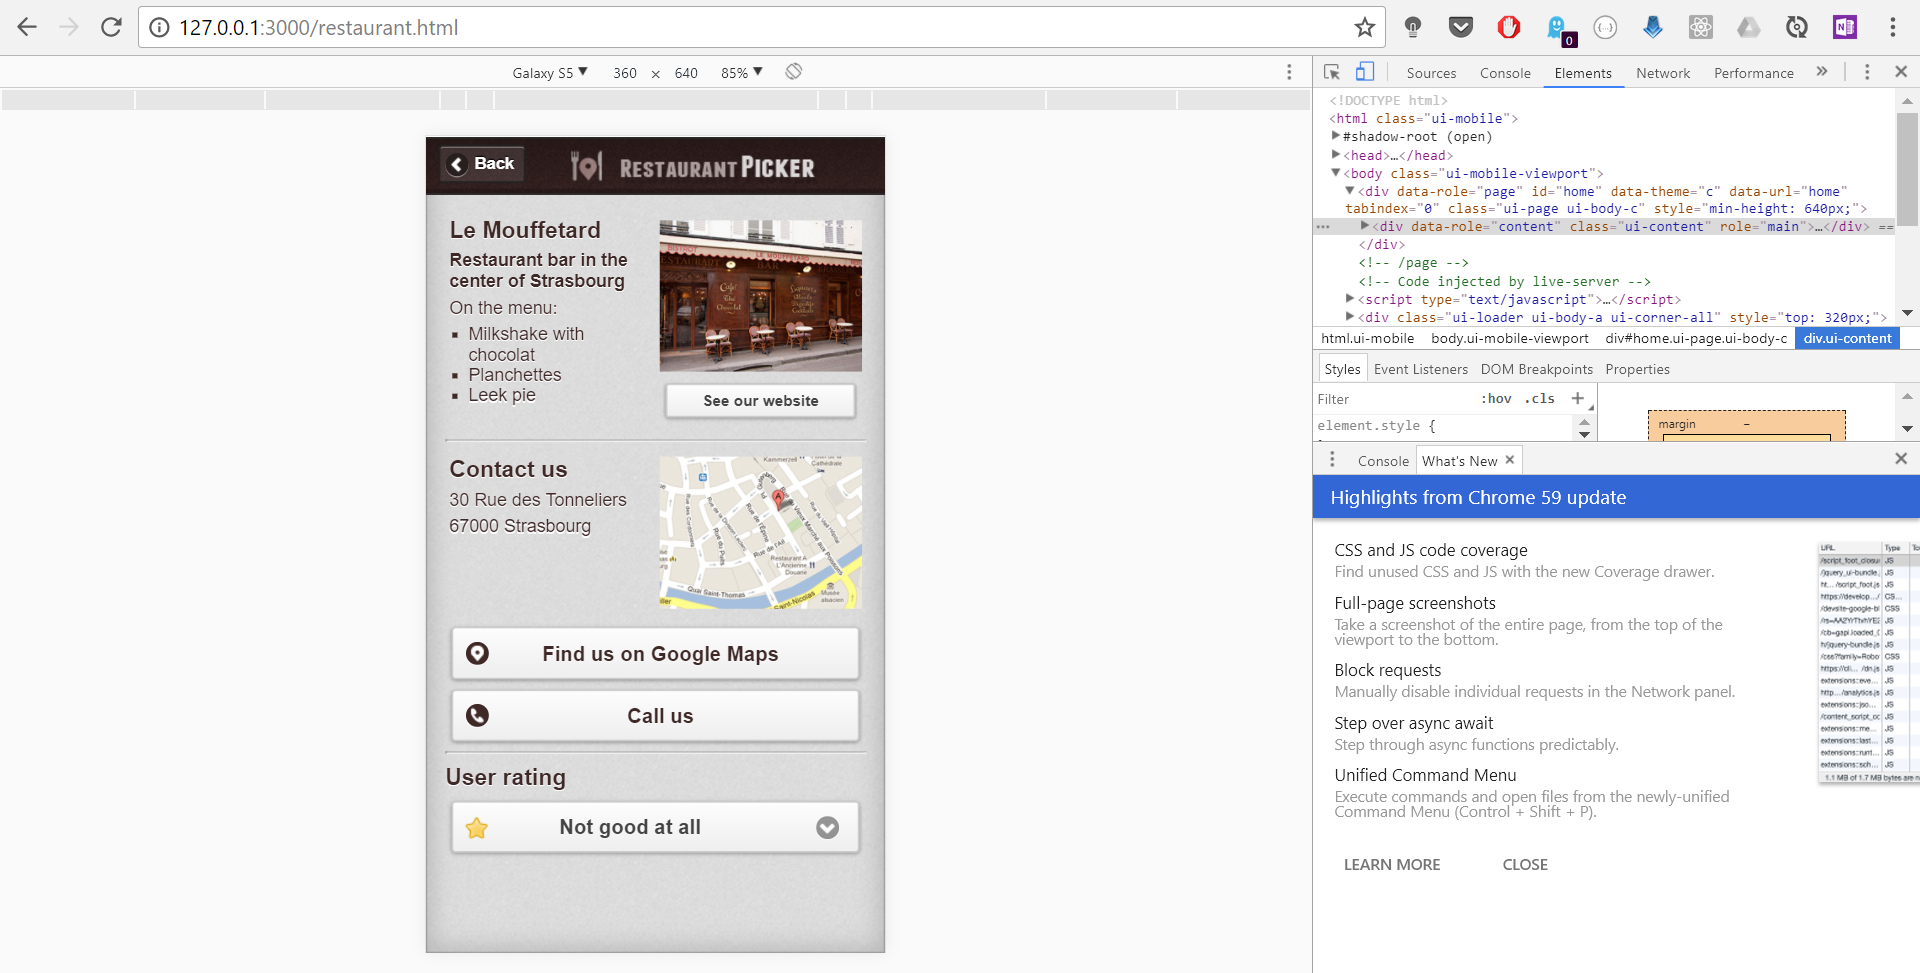 127.0.0.1:3000/restaurant.html
0
Galaxy S5 ▼ 360 × 640 85% ▼
Back
RESTAURANT PICKER
Le Mouffetard
Restaurant bar in the
center of Strasbourg
On the menu:
Milkshake with
chocolat
Planchettes
Leek pie
See our website
Contact us
30 Rue des Tonneliers
67000 Strasbourg
Find us on Google Maps
Call us
User rating
Not good at all
Sources Console Elements Network Performance »
<!DOCTYPE html>
<html class="ui-mobile">
#shadow-root (open)
<head>…</head>
<body class="ui-mobile-viewport">
<div data-role="page" id="home" data-theme="c" data-url="home"
tabindex="0" class="ui-page ui-body-c" style="min-height: 640px;">
<div data-role="content" class="ui-content" role="main">…</div> ==
</div>
<!-- /page -->
<!-- Code injected by live-server -->
<script type="text/javascript">…</script>
<div class="ui-loader ui-body-a ui-corner-all" style="top: 320px;">
html.ui-mobile body.ui-mobile-viewport div#home.ui-page.ui-body-c div.ui-content
Styles Event Listeners DOM Breakpoints Properties
Filter :hov .cls +
element.style {
margin –
Console What's New ×
Highlights from Chrome 59 update
CSS and JS code coverage
Find unused CSS and JS with the new Coverage drawer.
Full-page screenshots
Take a screenshot of the entire page, from the top of the
viewport to the bottom.
Block requests
Manually disable individual requests in the Network panel.
Step over async await
Step through async functions predictably.
Unified Command Menu
Execute commands and open files from the newly-unified
Command Menu (Control + Shift + P).
LEARN MORE CLOSE